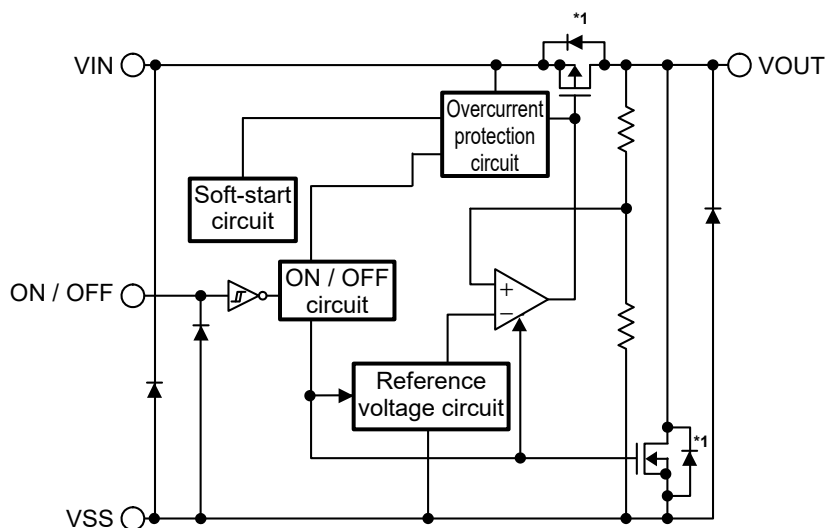 *1
VIN
VOUT
Overcurrent
protection
circuit
Soft-start
circuit
ON / OFF
ON / OFF
circuit
+
−
Reference
voltage circuit
*1
VSS